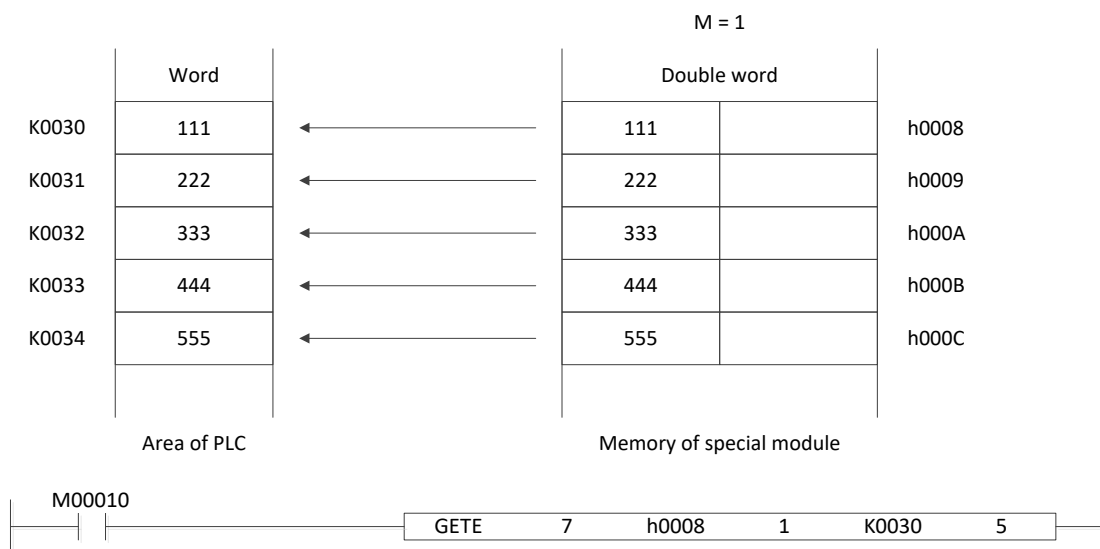 M = 1
Word Double word
K0030 111 111 h0008
K0031 222 222 h0009
K0032 333 333 h000A
K0033 444 444 h000B
K0034 555 555 h000C
Area of PLC Memory of special module
M00010
GETE 7 h0008 1 K0030 5